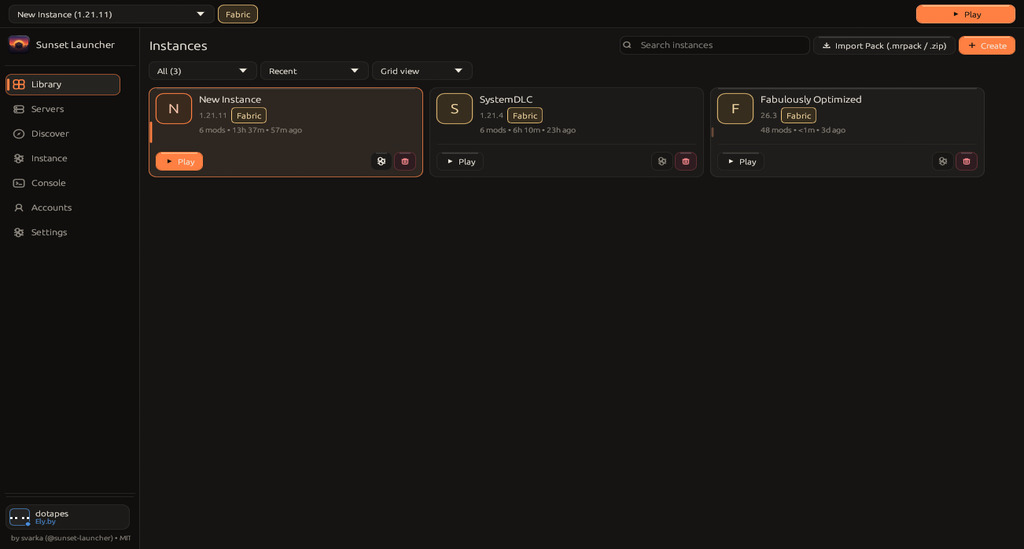 New Instance (1.21.11)
Fabric
Play
Sunset Launcher
Library
Servers
Discover
Instance
Console
Accounts
Settings
dotapes
Ely.by
by svarka (@sunset-launcher) • MIT
Instances
Search instances
Import Pack (.mrpack / .zip)
Create
All (3)
Recent
Grid view
N
New Instance
1.21.11 Fabric
6 mods • 13h 37m • 57m ago
Play
S
SystemDLC
1.21.4 Fabric
6 mods • 6h 10m • 23h ago
Play
F
Fabulously Optimized
26.3 Fabric
48 mods • <1m • 3d ago
Play